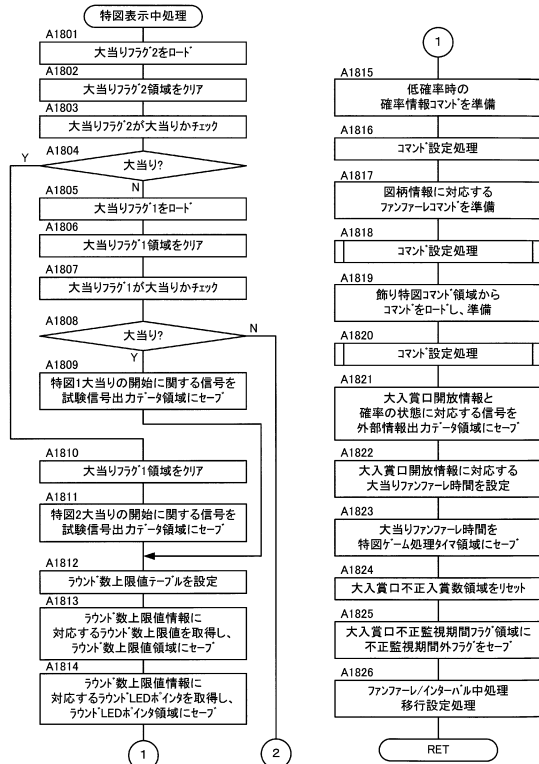 特図表示中処理
A1801
大当りフラグ2をロード
A1802
大当りフラグ2領域をクリア
A1803
大当りフラグ2が大当りかチェック
A1804
Y
大当り?
N
A1805
大当りフラグ1をロード
A1806
大当りフラグ1領域をクリア
A1807
大当りフラグ1が大当りかチェック
A1808
大当り?
N
Y
A1809
特図1大当りの開始に関する信号を
試験信号出力データ領域にセーブ
A1810
大当りフラグ1領域をクリア
A1811
特図2大当りの開始に関する信号を
試験信号出力データ領域にセーブ
A1812
ラウンド数上限値テーブルを設定
A1813
ラウンド数上限値情報に
対応するラウンド数上限値を取得し、
ラウンド数上限値領域にセーブ
A1814
ラウンド数上限値情報に
対応するラウンドLEDポインタを取得し、
ラウンドLEDポインタ領域にセーブ
1
2
1
A1815
低確率時の
確率情報コマンドを準備
A1816
コマンド設定処理
A1817
図柄情報に対応する
ファンファーレコマンドを準備
A1818
コマンド設定処理
A1819
飾り特図コマンド領域から
コマンドをロードし、準備
A1820
コマンド設定処理
A1821
大入賞口開放情報と
確率の状態に対応する信号を
外部情報出力データ領域にセーブ
A1822
大入賞口開放情報に対応する
大当りファンファーレ時間を設定
A1823
大当りファンファーレ時間を
特図ゲーム処理タイマ領域にセーブ
A1824
大入賞口不正入賞数領域をリセット
A1825
大入賞口不正監視期間フラグ領域に
不正監視期間外フラグをセーブ
A1826
ファンファーレ/インターバル中処理
移行設定処理
RET